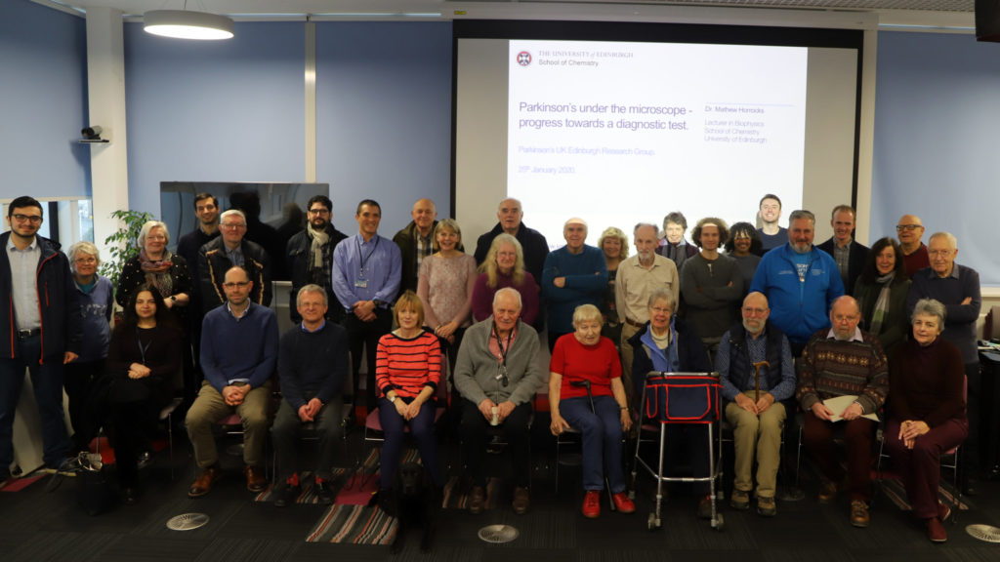 THE UNIVERSITY of EDINBURGH
School of Chemistry
Parkinson's under the microscope -
progress towards a diagnostic test.
Parkinson's UK Edinburgh Research Group.
25th January 2020.
Dr. Mathew Horrocks
Lecturer in Biophysics
School of Chemistry
University of Edinburgh